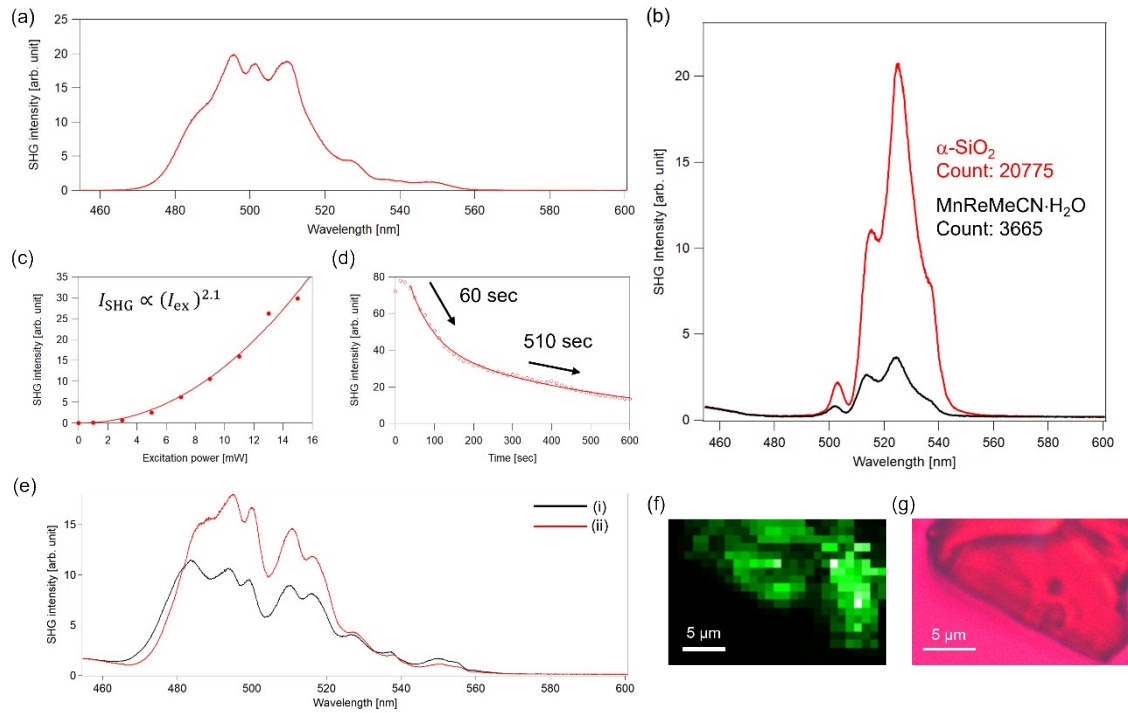 (a)
25
20
15
10
5
0
SHG intensity [arb. unit]
460 480 500 520 540 560 580 600
Wavelength [nm]
(b)
20
15
10
5
0
SHG Intensity [arb. unit]
α-SiO₂
Count: 20775
MnReMeCN·H₂O
Count: 3665
460 480 500 520 540 560 580 600
Wavelength [nm]
(c)
35
30
25
20
15
10
5
0
SHG intensity [arb. unit]
I_SHG ∝ (I_ex)^2.1
0 2 4 6 8 10 12 14 16
Excitation power [mW]
(d)
80
60
40
20
0
SHG intensity [arb. unit]
60 sec
510 sec
0 100 200 300 400 500 600
Time [sec]
(e)
15
10
5
0
SHG intensity [arb. unit]
(i)
(ii)
460 480 500 520 540 560 580 600
Wavelength [nm]
(f)
5 μm
(g)
5 μm